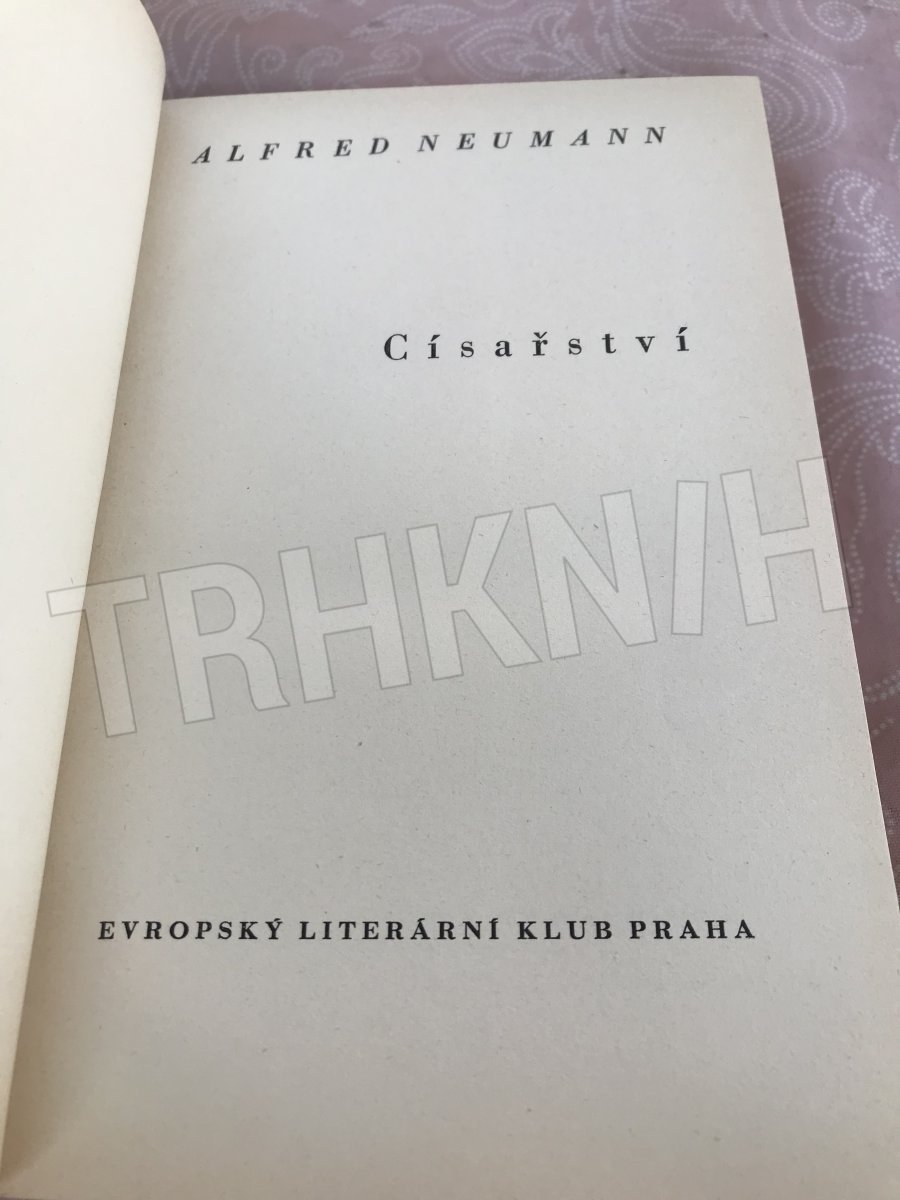 ALFRED NEUMANN
Císařství
TRHKNIH
EVROPSKÝ LITERÁRNÍ KLUB PRAHA